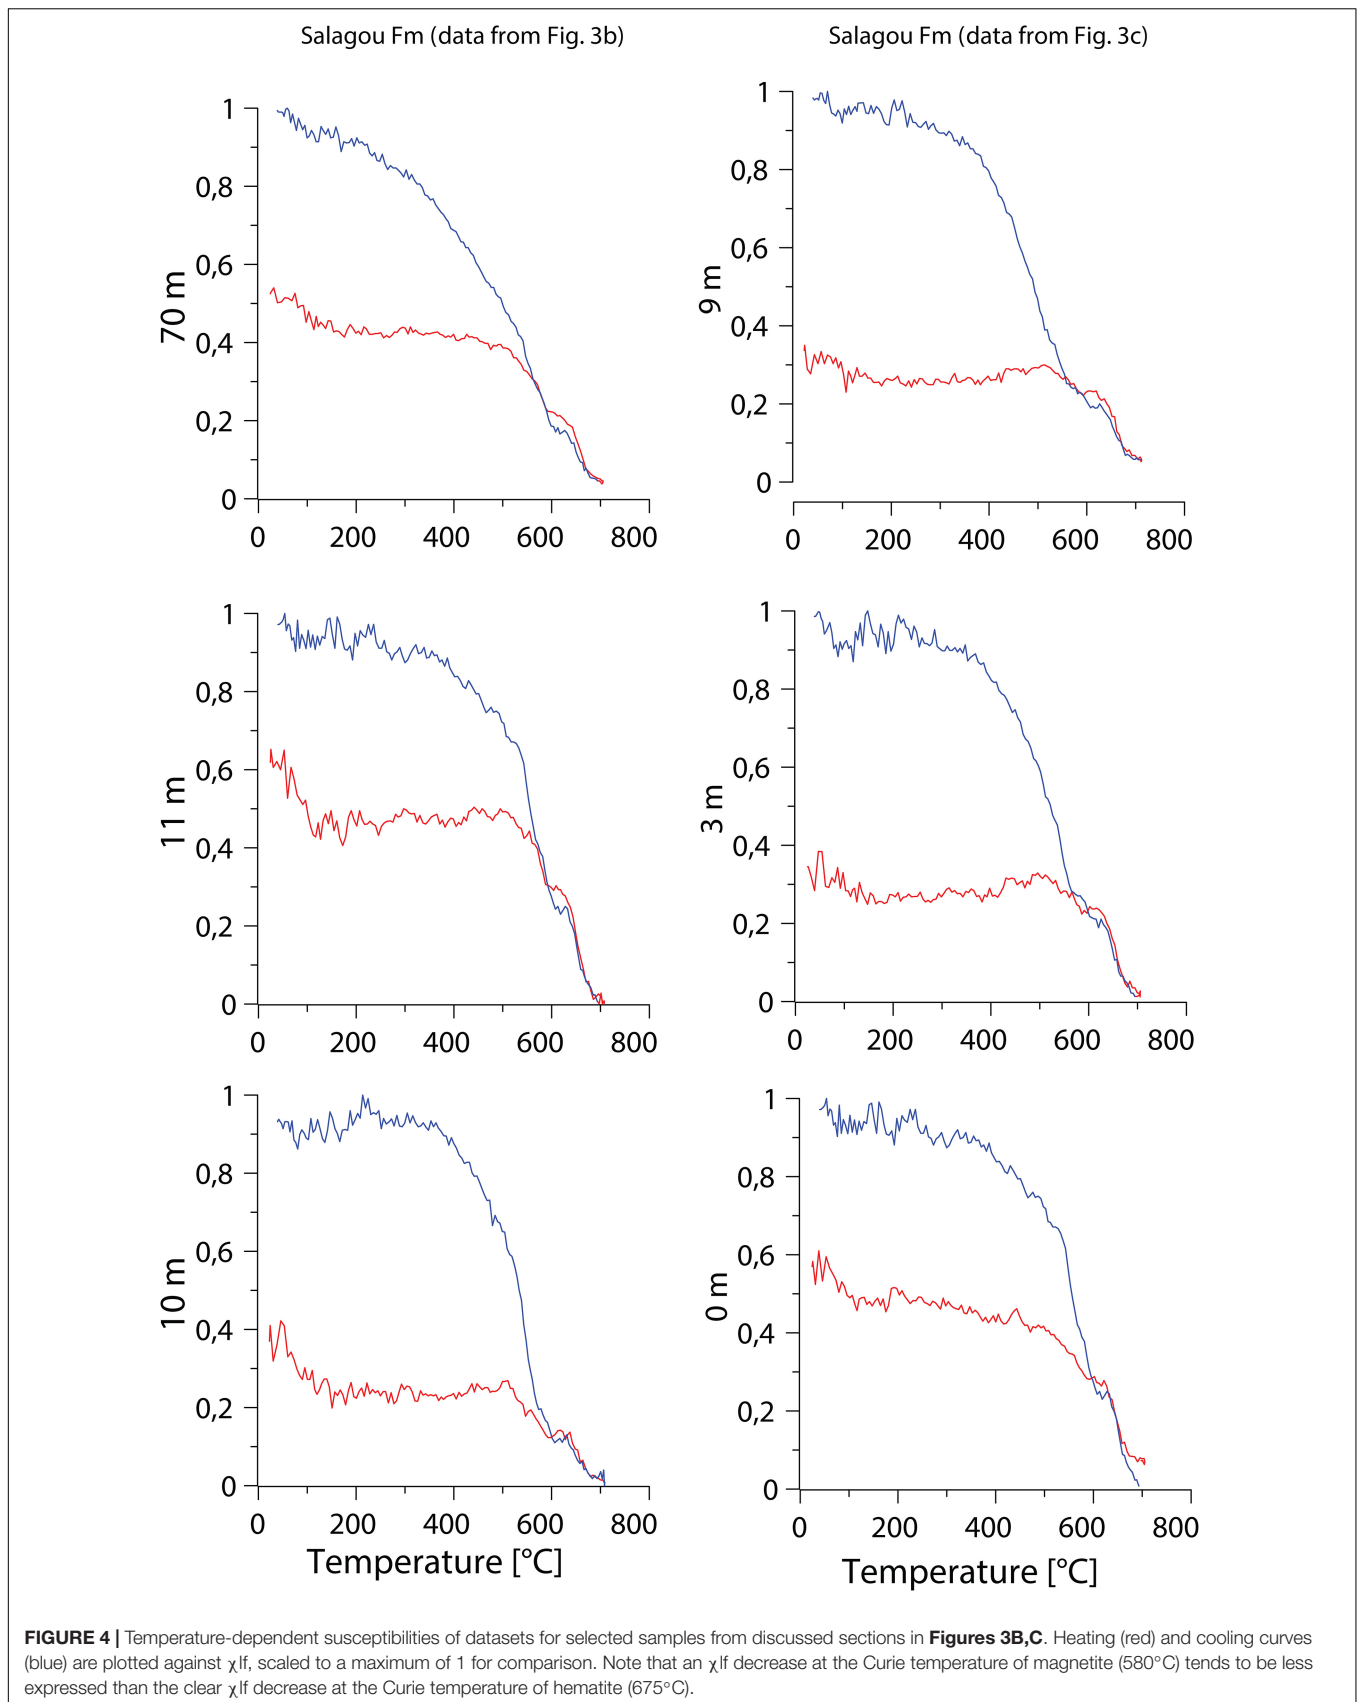 Salagou Fm (data from Fig. 3b)
Salagou Fm (data from Fig. 3c)
70 m
1
0,8
0,6
0,4
0,2
0
0 200 400 600 800
9 m
1
0,8
0,6
0,4
0,2
0
0 200 400 600 800
11 m
1
0,8
0,6
0,4
0,2
0
0 200 400 600 800
3 m
1
0,8
0,6
0,4
0,2
0
0 200 400 600 800
10 m
1
0,8
0,6
0,4
0,2
0
0 200 400 600 800
Temperature [°C]
0 m
1
0,8
0,6
0,4
0,2
0
0 200 400 600 800
Temperature [°C]
FIGURE 4 | Temperature-dependent susceptibilities of datasets for selected samples from discussed sections in Figures 3B,C. Heating (red) and cooling curves
(blue) are plotted against χlf, scaled to a maximum of 1 for comparison. Note that an χlf decrease at the Curie temperature of magnetite (580°C) tends to be less
expressed than the clear χlf decrease at the Curie temperature of hematite (675°C).